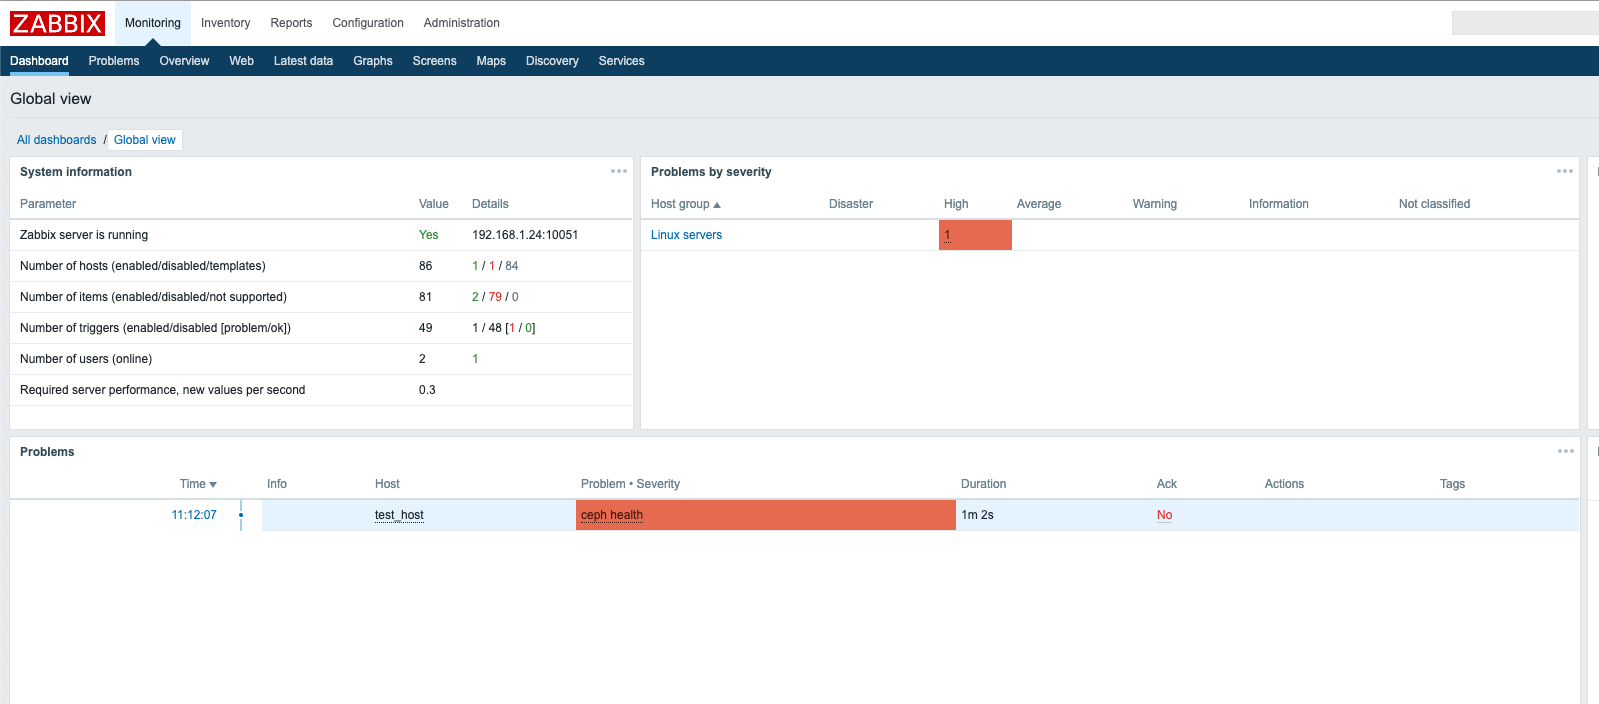 ZABBIX Monitoring Inventory Reports Configuration Administration
Dashboard Problems Overview Web Latest data Graphs Screens Maps Discovery Services
Global view
All dashboards / Global view
System information
Parameter Value Details
Zabbix server is running Yes 192.168.1.24:10051
Number of hosts (enabled/disabled/templates) 86 1 / 1 / 84
Number of items (enabled/disabled/not supported) 81 2 / 79 / 0
Number of triggers (enabled/disabled [problem/ok]) 49 1 / 48 [1 / 0]
Number of users (online) 2 1
Required server performance, new values per second 0.3
Problems by severity
Host group Disaster High Average Warning Information Not classified
Linux servers 1
Problems
Time Info Host Problem • Severity Duration Ack Actions Tags
11:12:07 test_host ceph health 1m 2s No